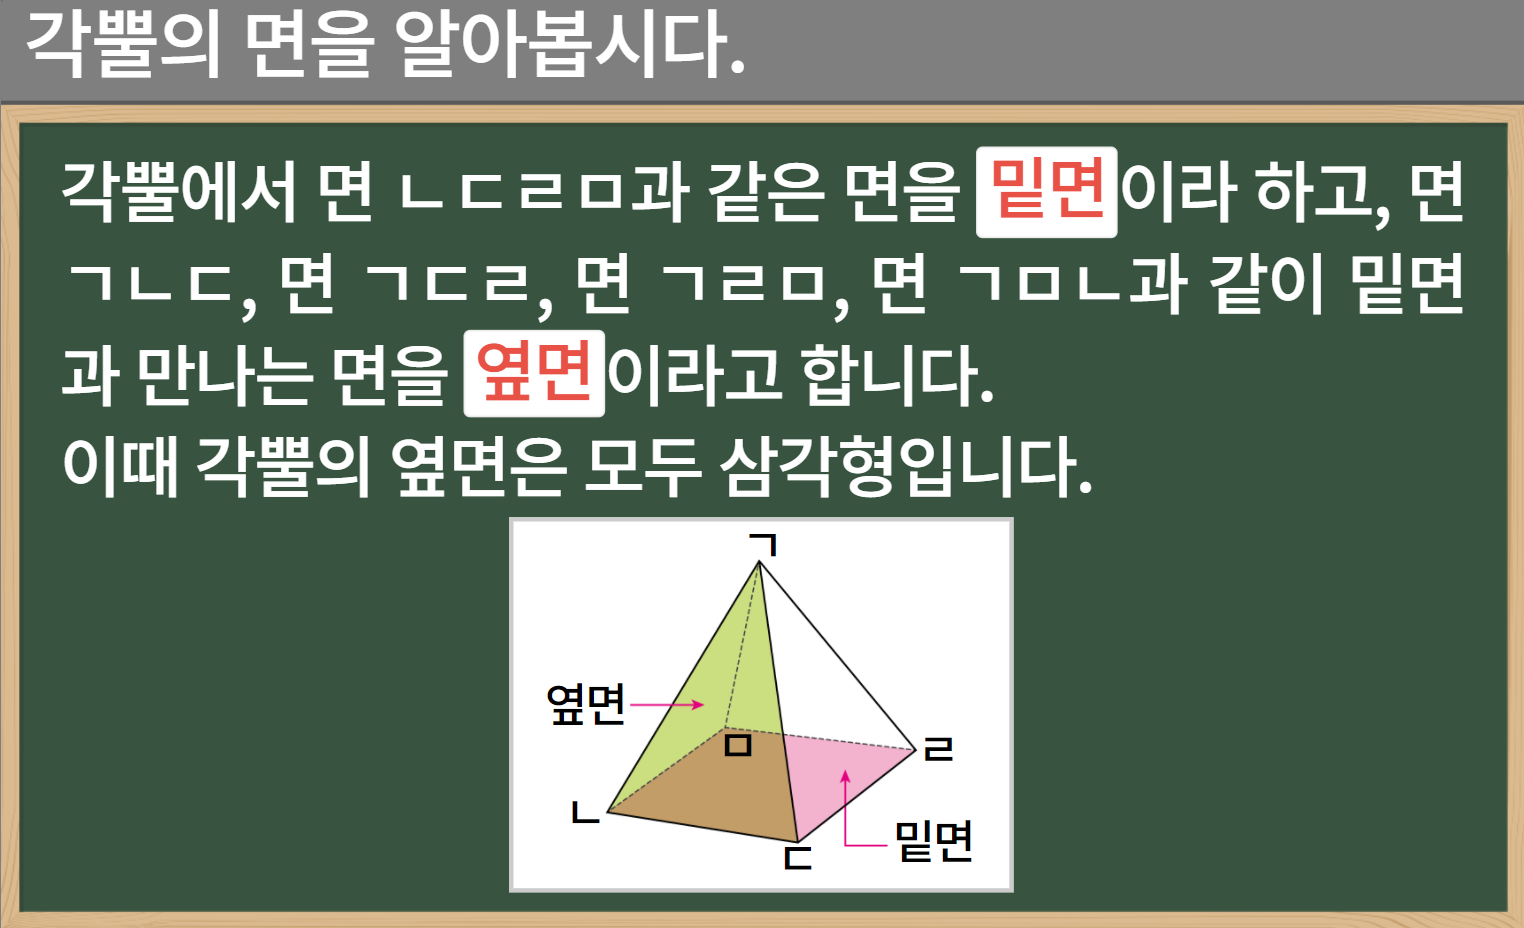 각뿔의 면을 알아봅시다.
각뿔에서 면 ㄴㄷㄹㅁ과 같은 면을 밑면이라 하고, 면
ㄱㄴㄷ, 면 ㄱㄷㄹ, 면 ㄱㄹㅁ, 면 ㄱㅁㄴ과 같이 밑면
과 만나는 면을 옆면이라고 합니다.
이때 각뿔의 옆면은 모두 삼각형입니다.
ㄱ
옆면
ㅁ
ㄹ
ㄴ
밑면
ㄷ